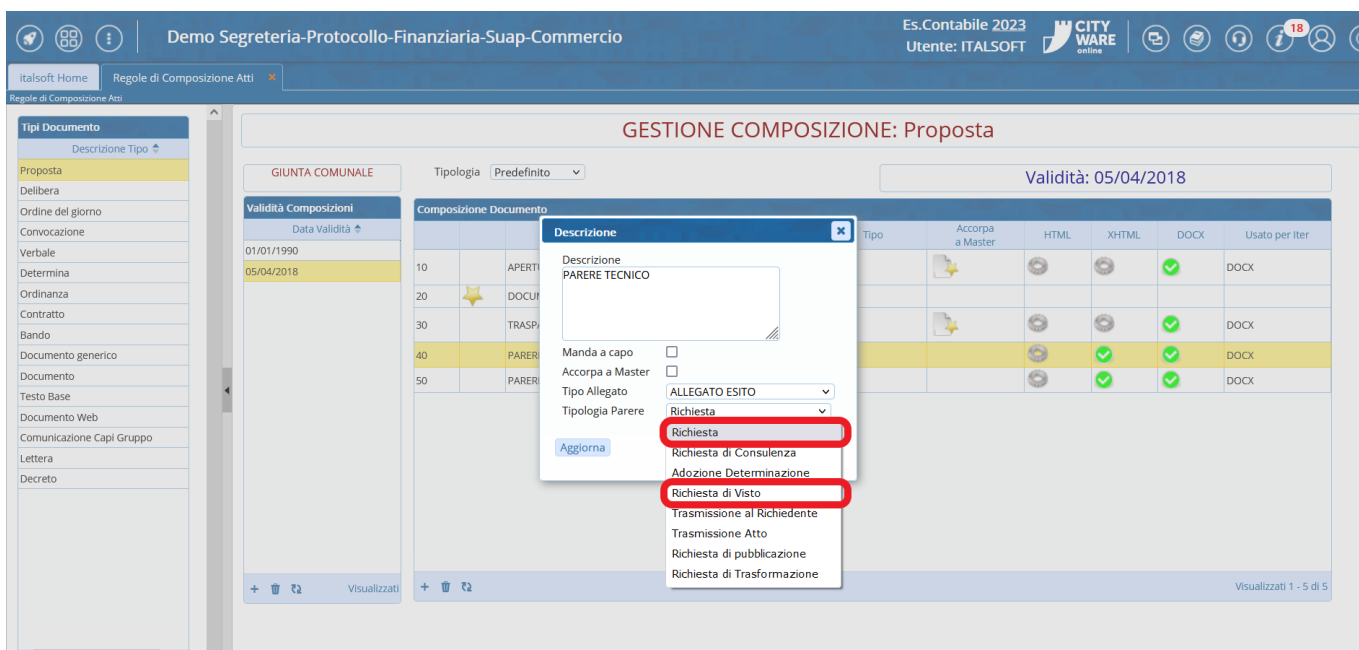 Demo Segreteria-Protocollo-Finanziaria-Suap-Commercio
Es.Contabile 2023
Utente: ITALSOFT
CITY
WARE
online
18
italsoft Home
Regole di Composizione Atti
Regole di Composizione Atti
Tipi Documento
Descrizione Tipo
Proposta
Delibera
Ordine del giorno
Convocazione
Verbale
Determina
Ordinanza
Contratto
Bando
Documento generico
Documento
Testo Base
Documento Web
Comunicazione Capi Gruppo
Lettera
Decreto
GESTIONE COMPOSIZIONE: Proposta
GIUNTA COMUNALE
Tipologia Predefinito
Validità: 05/04/2018
Validità Composizioni
Data Validità
01/01/1990
05/04/2018
Visualizzati
Composizione Documento
Tipo Accorpa a Master HTML XHTML DOCX Usato per Iter
10 APERT DOCX
20 DOCU
30 TRASP DOCX
40 PARER DOCX
50 PARER DOCX
Visualizzati 1 - 5 di 5
Descrizione
Descrizione
PARERE TECNICO
Manda a capo
Accorpa a Master
Tipo Allegato ALLEGATO ESITO
Tipologia Parere Richiesta
Aggiorna
Richiesta
Richiesta di Consulenza
Adozione Determinazione
Richiesta di Visto
Trasmissione al Richiedente
Trasmissione Atto
Richiesta di pubblicazione
Richiesta di Trasformazione